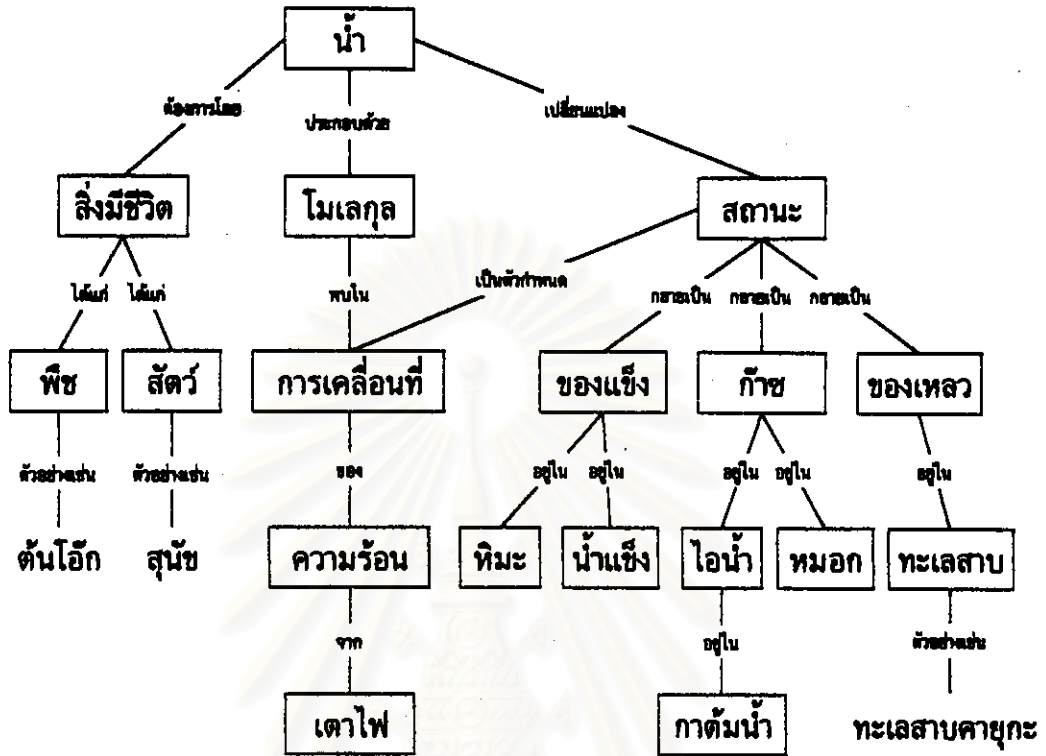 น้ำ
ต้องการโดย ประกอบด้วย เปลี่ยนแปลง
สิ่งมีชีวิต โมเลกุล สถานะ
เป็นตัวกำหนด
ได้แก่ ได้แก่ พบใน กลายเป็น กลายเป็น กลายเป็น
พืช สัตว์ การเคลื่อนที่ ของแข็ง ก๊าซ ของเหลว
ตัวอย่างเช่น ตัวอย่างเช่น ของ อยู่ใน อยู่ใน อยู่ใน อยู่ใน อยู่ใน
ต้นโอ๊ก สุนัข ความร้อน หิมะ น้ำแข็ง ไอน้ำ หมอก ทะเลสาบ
จาก อยู่ใน ตัวอย่างเช่น
เตาไฟ กาต้มน้ำ ทะเลสาบคายุกะ